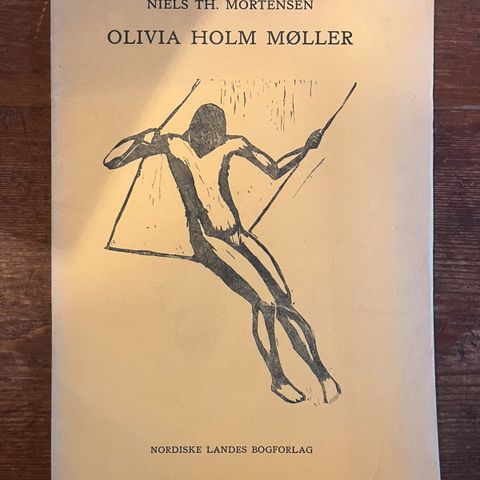 NIELS TH. MORTENSEN
OLIVIA HOLM MØLLER
NORDISKE LANDES BOGFORLAG